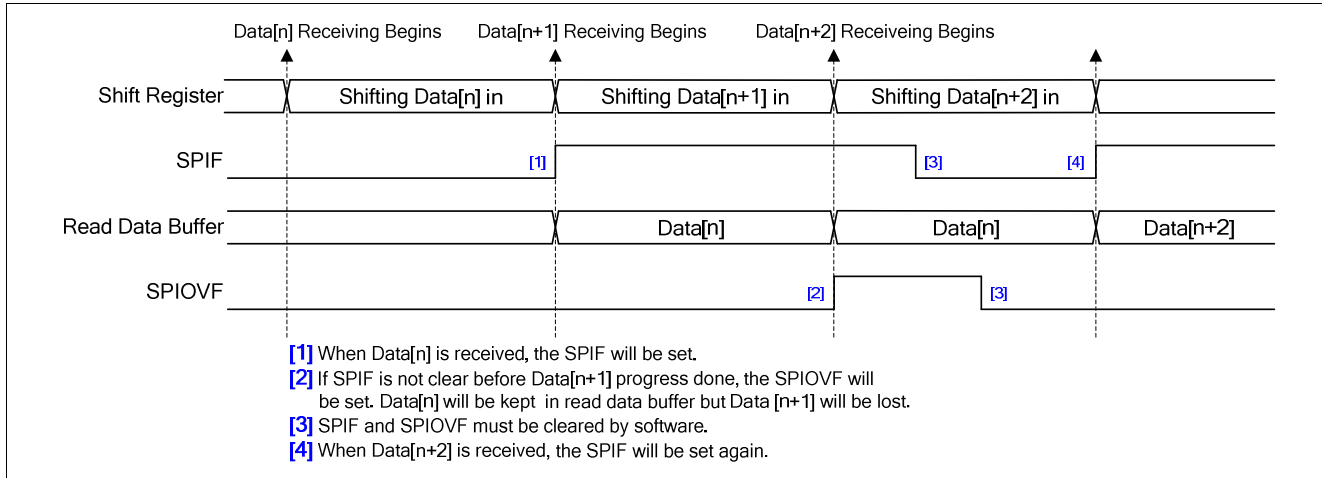 Data[n] Receiving Begins Data[n+1] Receiving Begins Data[n+2] Receiveing Begins
Shift Register Shifting Data[n] in Shifting Data[n+1] in Shifting Data[n+2] in
SPIF [1] [3] [4]
Read Data Buffer Data[n] Data[n] Data[n+2]
SPIOVF [2] [3]
[1] When Data[n] is received, the SPIF will be set.
[2] If SPIF is not clear before Data[n+1] progress done, the SPIOVF will
be set. Data[n] will be kept in read data buffer but Data [n+1] will be lost.
[3] SPIF and SPIOVF must be cleared by software.
[4] When Data[n+2] is received, the SPIF will be set again.